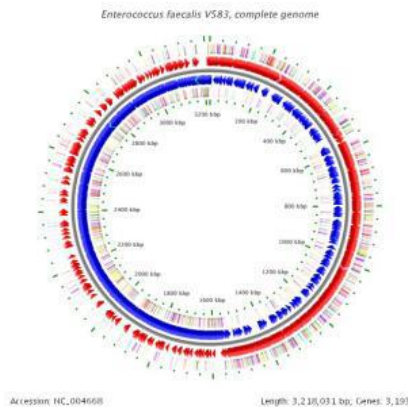 Enterococcus faecalis V583, complete genome
3200 kbp
200 kbp
400 kbp
600 kbp
800 kbp
1000 kbp
1200 kbp
1400 kbp
1600 kbp
1800 kbp
2000 kbp
2200 kbp
2400 kbp
2600 kbp
2800 kbp
3000 kbp
Accession: NC_004668
Length: 3,218,031 bp; Genes: 3,193